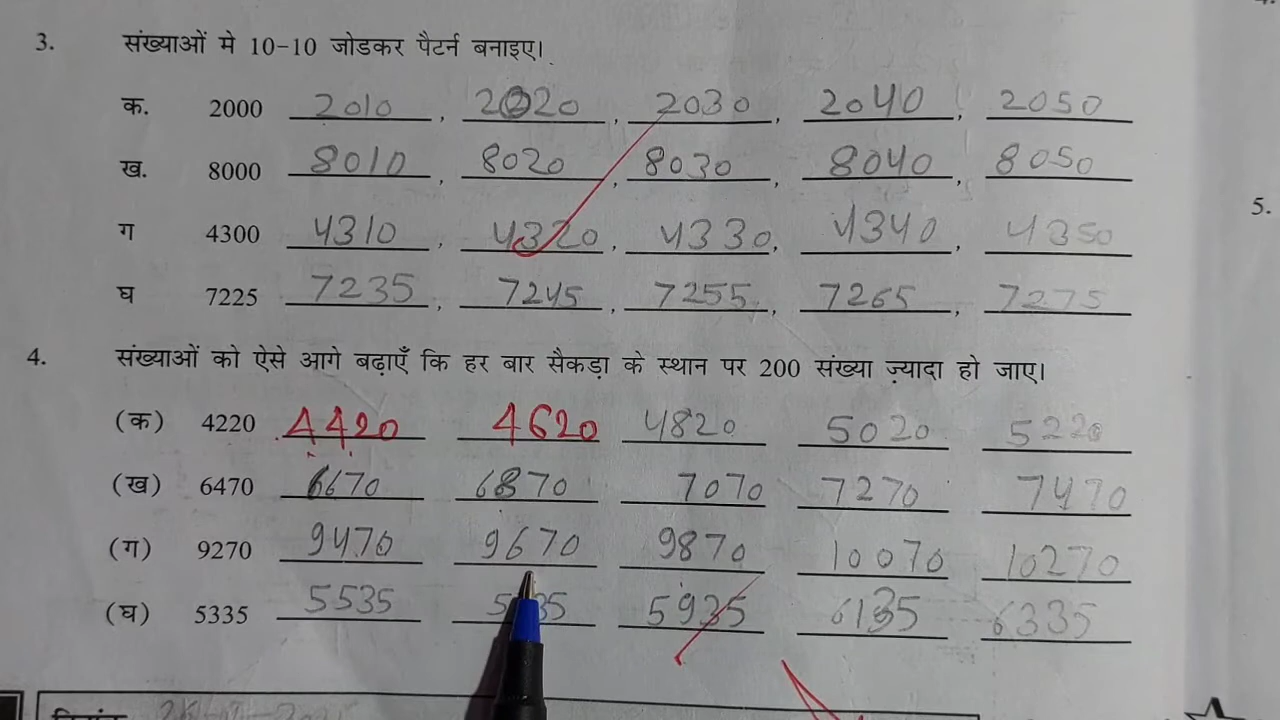 3. संख्याओं मे 10-10 जोडकर पैटर्न बनाइए।
क. 2000 2010 , 2020 , 2030 , 2040 , 2050
ख. 8000 8010 , 8020 , 8030 , 8040 , 8050
ग 4300 4310 , 4320 , 4330 , 4340 , 4350
घ 7225 7235 , 7245 , 7255 , 7265 , 7275
4. संख्याओं को ऐसे आगे बढ़ाएँ कि हर बार सैकड़ा के स्थान पर 200 संख्या ज़्यादा हो जाए।
(क) 4220 4420 4620 4820 5020 5220
(ख) 6470 6670 6870 7070 7270 7470
(ग) 9270 9470 9670 9870 10070 10270
(घ) 5335 5535 5935 6135 6335
5.